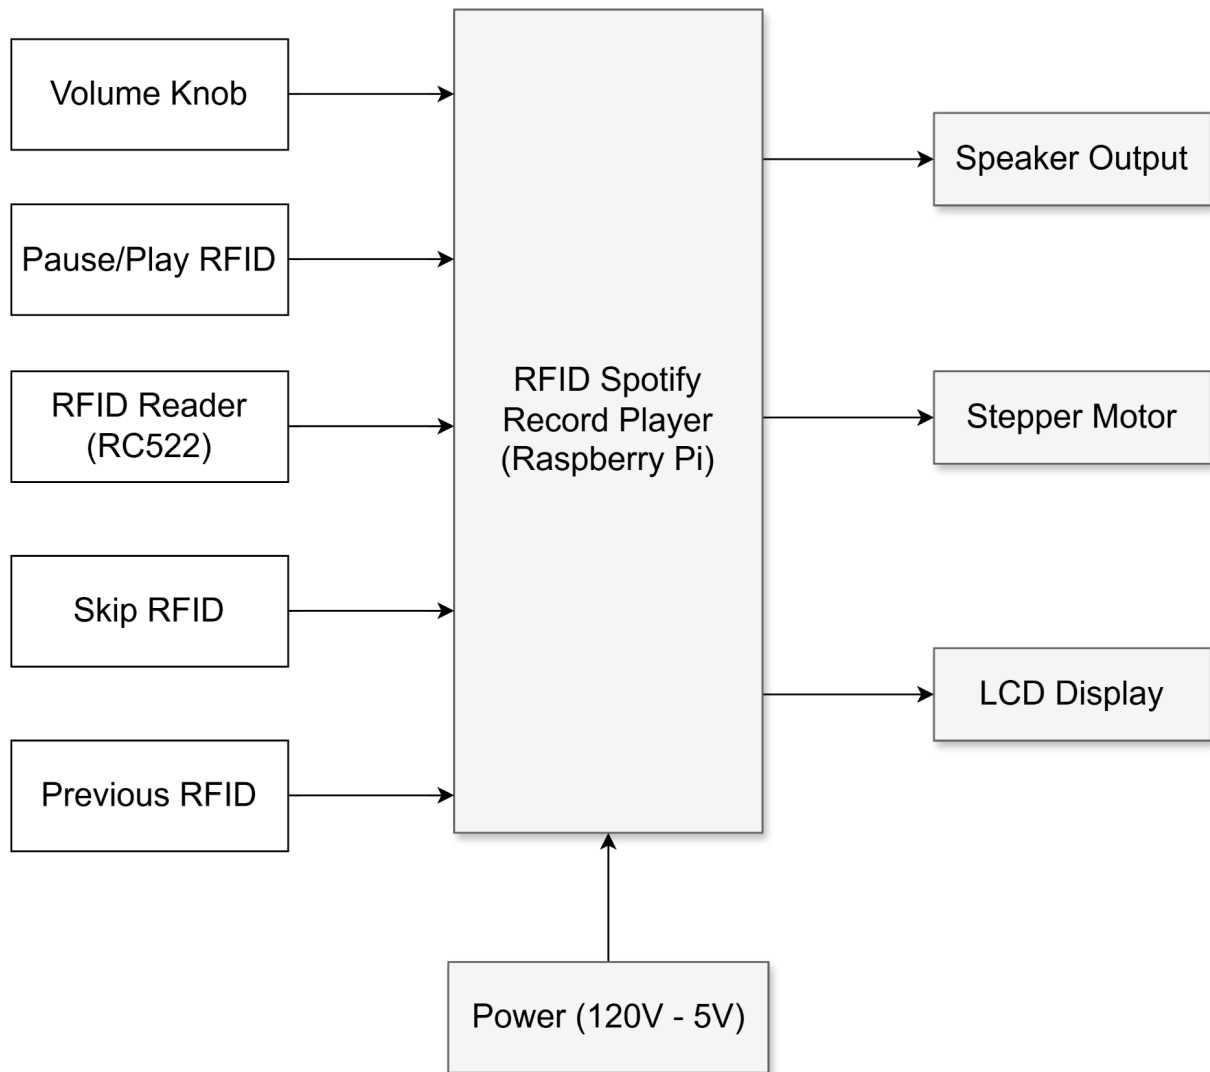 Volume Knob
Pause/Play RFID
RFID Reader
(RC522)
Skip RFID
Previous RFID
RFID Spotify
Record Player
(Raspberry Pi)
Speaker Output
Stepper Motor
LCD Display
Power (120V - 5V)